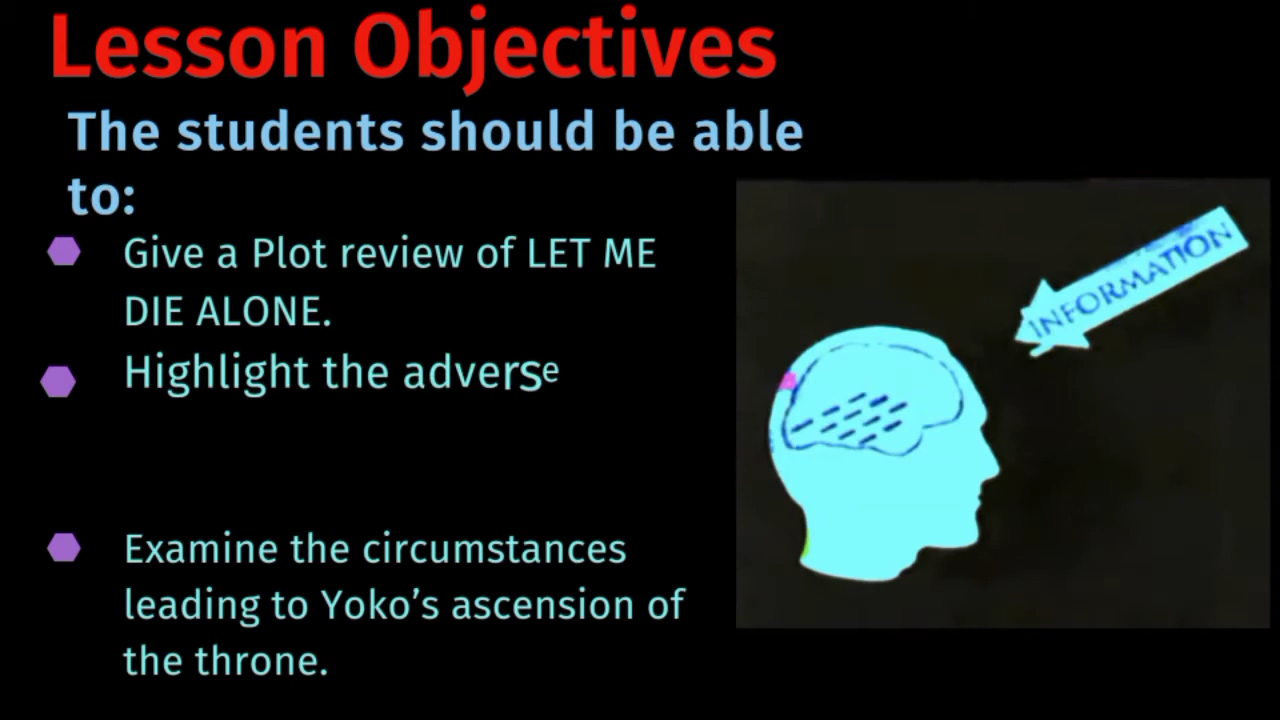 Lesson Objectives
The students should be able
to:
Give a Plot review of LET ME
DIE ALONE.
Highlight the adverse
Examine the circumstances
leading to Yoko’s ascension of
the throne.
INFORMATION